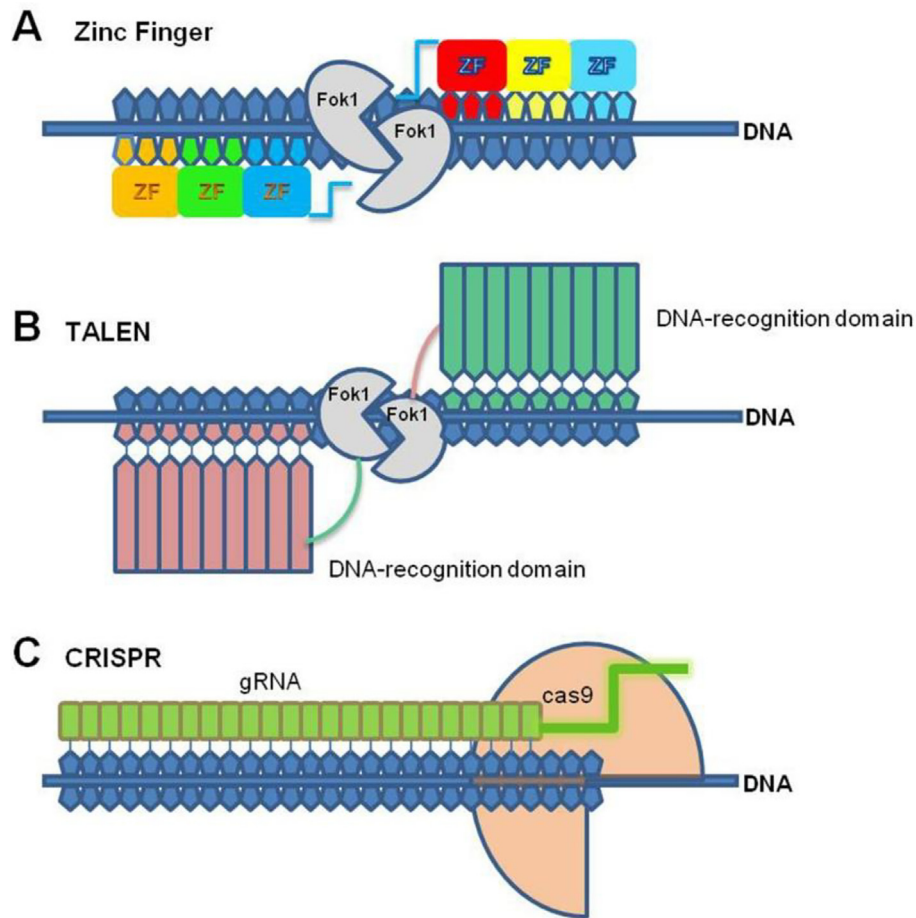 A Zinc Finger
ZF ZF ZF
Fok1
Fok1
DNA
ZF ZF ZF
B TALEN
DNA-recognition domain
Fok1
Fok1
DNA
DNA-recognition domain
C CRISPR
gRNA
cas9
DNA